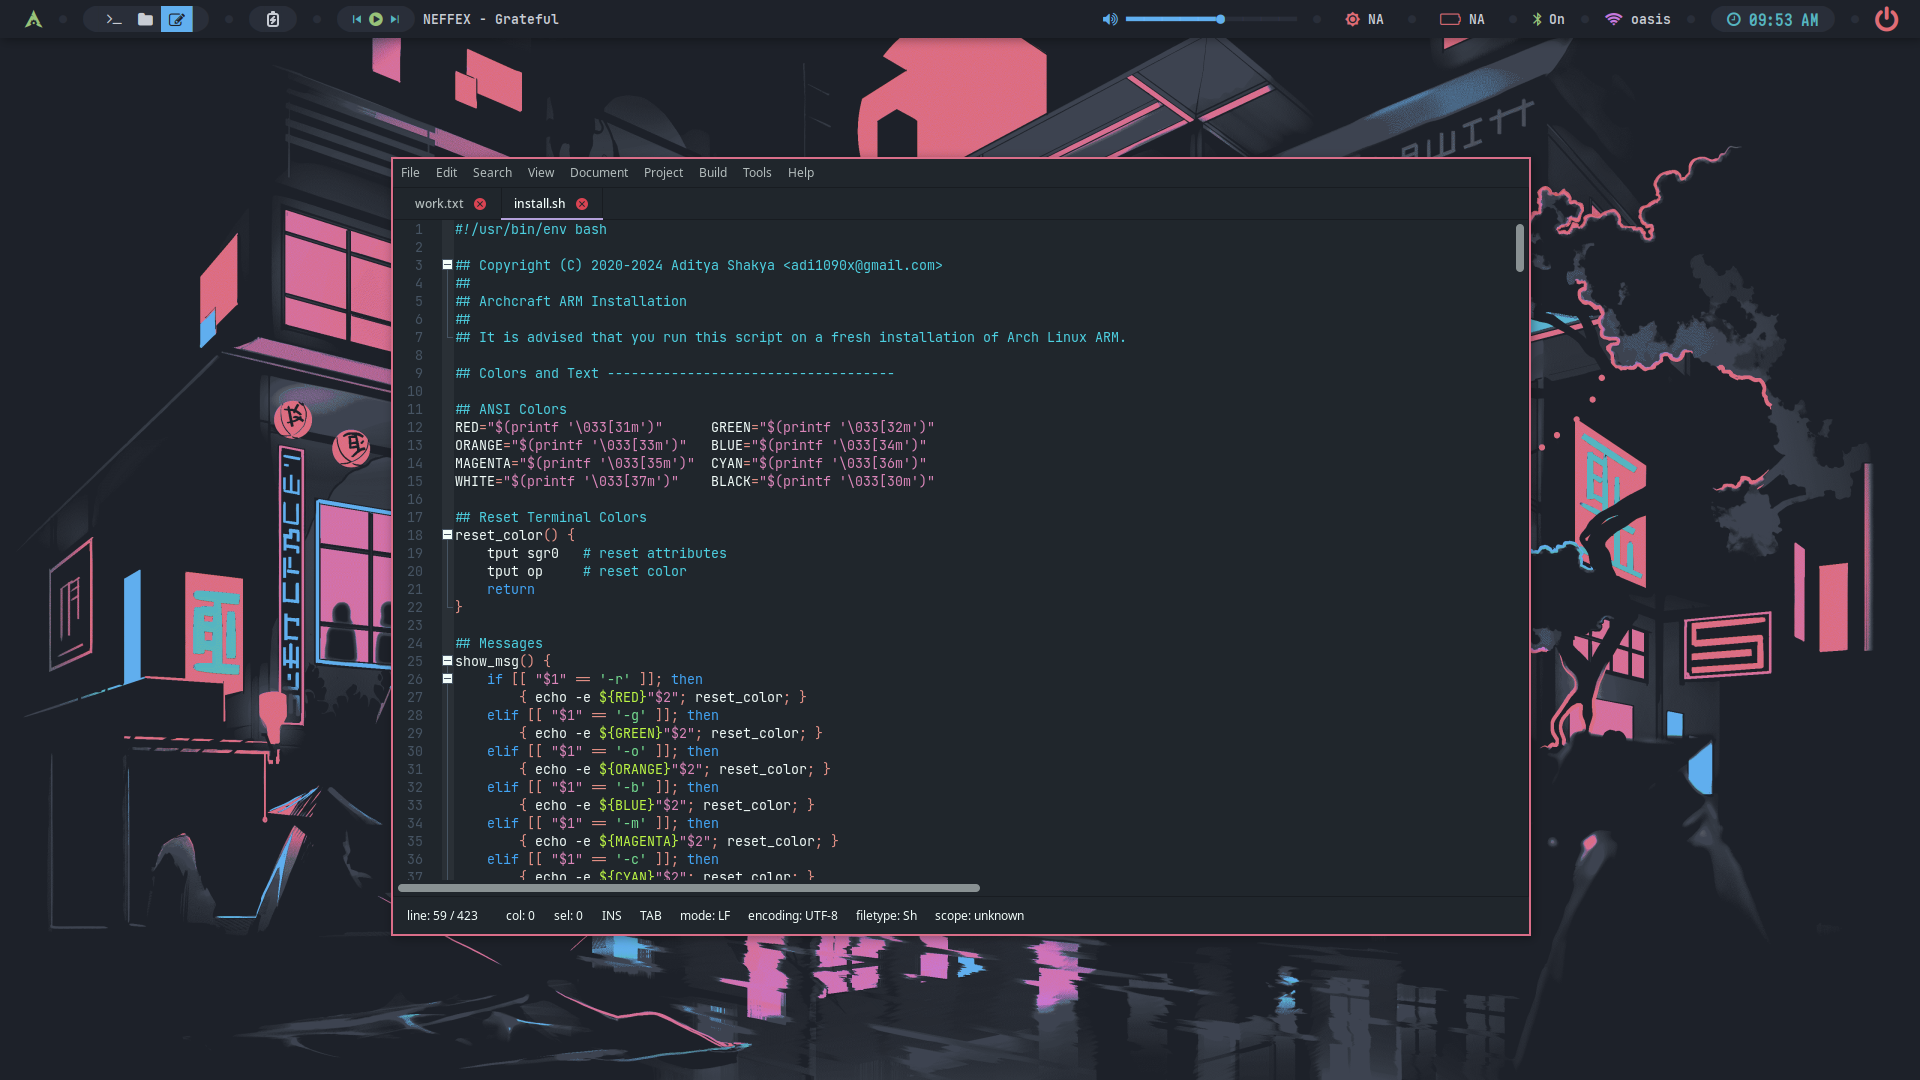 NEFFEX - Grateful
NA
NA
On
oasis
09:53 AM
File Edit Search View Document Project Build Tools Help
work.txt
install.sh
1 #!/usr/bin/env bash
2
3 ## Copyright (C) 2020-2024 Aditya Shakya <adi1090x@gmail.com>
4 ##
5 ## Archcraft ARM Installation
6 ##
7 ## It is advised that you run this script on a fresh installation of Arch Linux ARM.
8
9 ## Colors and Text ------------------------------------
10
11 ## ANSI Colors
12 RED="$(printf '\033[31m')"      GREEN="$(printf '\033[32m')"
13 ORANGE="$(printf '\033[33m')"   BLUE="$(printf '\033[34m')"
14 MAGENTA="$(printf '\033[35m')"  CYAN="$(printf '\033[36m')"
15 WHITE="$(printf '\033[37m')"    BLACK="$(printf '\033[30m')"
16
17 ## Reset Terminal Colors
18 reset_color() {
19     tput sgr0   # reset attributes
20     tput op     # reset color
21     return
22 }
23
24 ## Messages
25 show_msg() {
26     if [[ "$1" == '-r' ]]; then
27         { echo -e ${RED}"$2"; reset_color; }
28     elif [[ "$1" == '-g' ]]; then
29         { echo -e ${GREEN}"$2"; reset_color; }
30     elif [[ "$1" == '-o' ]]; then
31         { echo -e ${ORANGE}"$2"; reset_color; }
32     elif [[ "$1" == '-b' ]]; then
33         { echo -e ${BLUE}"$2"; reset_color; }
34     elif [[ "$1" == '-m' ]]; then
35         { echo -e ${MAGENTA}"$2"; reset_color; }
36     elif [[ "$1" == '-c' ]]; then
37         { echo -e ${CYAN}"$2"; reset_color; }
line: 59 / 423 col: 0 sel: 0 INS TAB mode: LF encoding: UTF-8 filetype: Sh scope: unknown